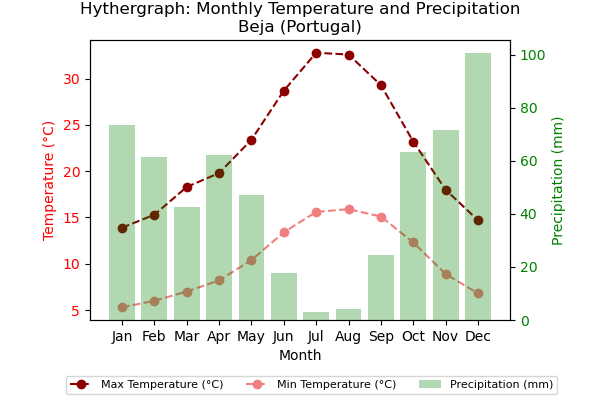 Hythergraph: Monthly Temperature and Precipitation
Beja (Portugal)
Temperature (°C)
30
25
20
15
10
5
Precipitation (mm)
100
80
60
40
20
0
Jan Feb Mar Apr May Jun Jul Aug Sep Oct Nov Dec
Month
Max Temperature (°C) Min Temperature (°C) Precipitation (mm)